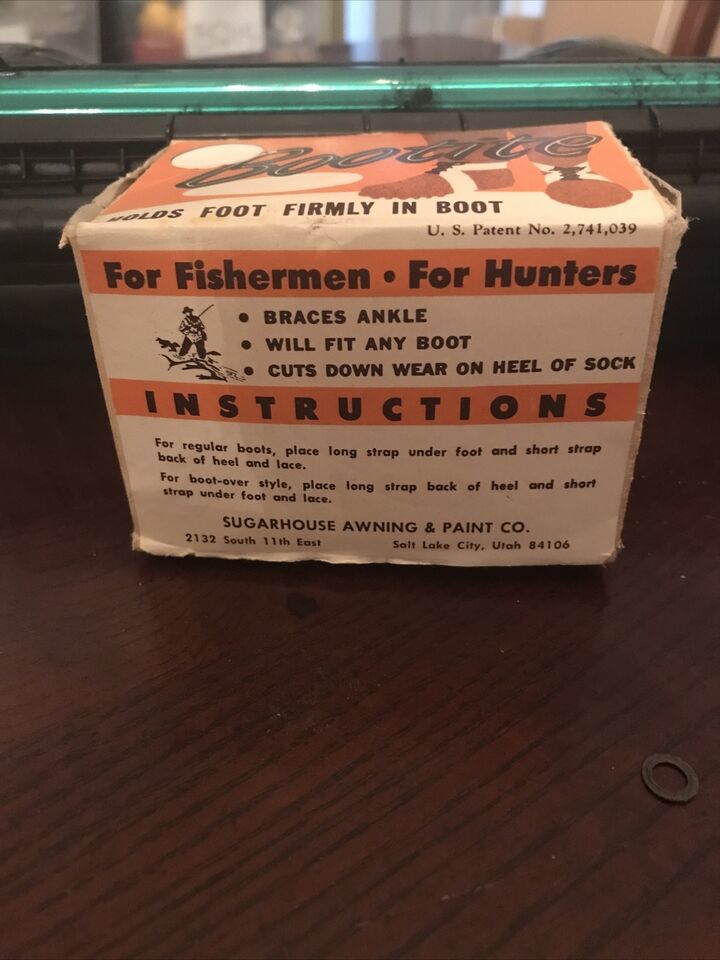 Bootite
HOLDS FOOT FIRMLY IN BOOT
U. S. Patent No. 2,741,039
For Fishermen • For Hunters
• BRACES ANKLE
• WILL FIT ANY BOOT
• CUTS DOWN WEAR ON HEEL OF SOCK
INSTRUCTIONS
For regular boots, place long strap under foot and short strap
back of heel and lace.
For boot-over style, place long strap back of heel and short
strap under foot and lace.
SUGARHOUSE AWNING & PAINT CO.
2132 South 11th East Salt Lake City, Utah 84106